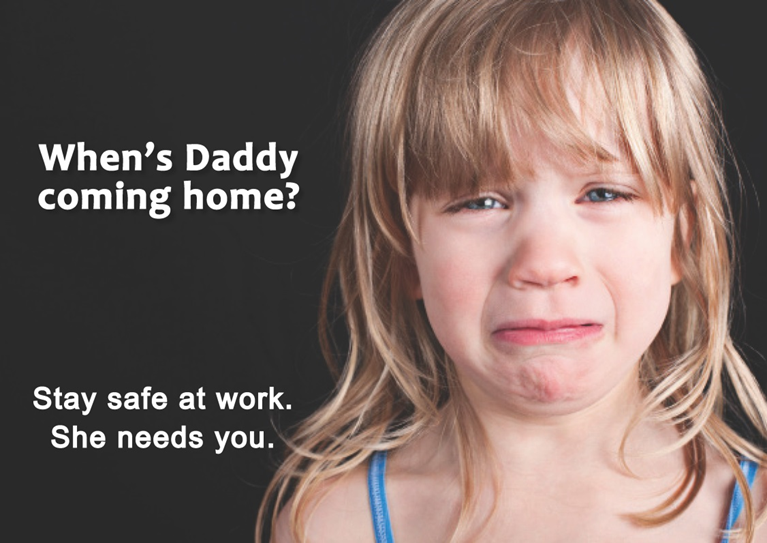 When’s Daddy
coming home?
Stay safe at work.
She needs you.